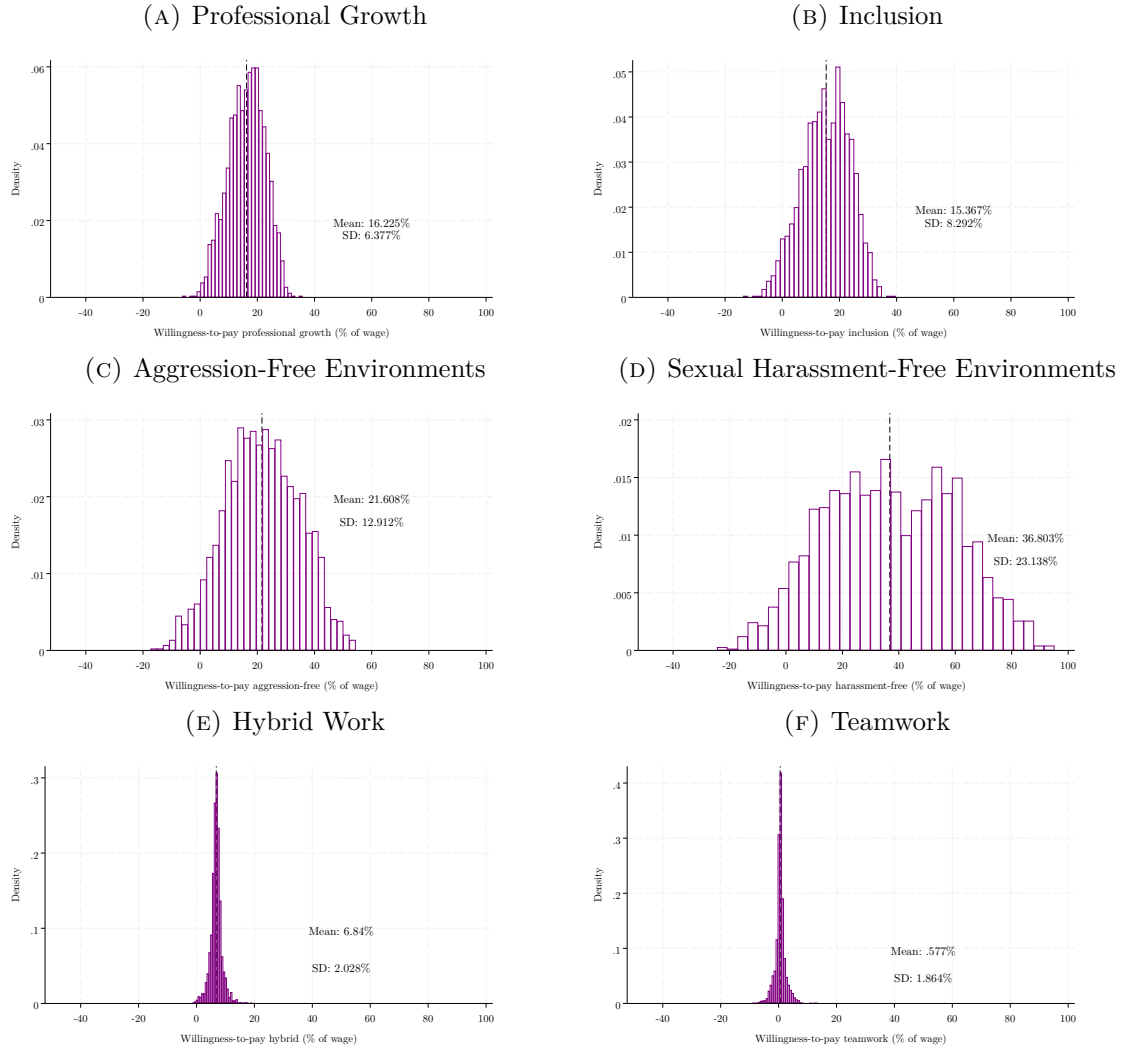 (A) Professional Growth
.06
.04
.02
0
Density
Mean: 16.225%
SD: 6.377%
-40 -20 0 20 40 60 80 100
Willingness-to-pay professional growth (% of wage)
(B) Inclusion
.05
.04
.03
.02
.01
0
Density
Mean: 15.367%
SD: 8.292%
-40 -20 0 20 40 60 80 100
Willingness-to-pay inclusion (% of wage)
(C) Aggression-Free Environments
.03
.02
.01
0
Density
Mean: 21.608%
SD: 12.912%
-40 -20 0 20 40 60 80 100
Willingness-to-pay aggression-free (% of wage)
(D) Sexual Harassment-Free Environments
.02
.015
.01
.005
0
Density
Mean: 36.803%
SD: 23.138%
-40 -20 0 20 40 60 80 100
Willingness-to-pay harassment-free (% of wage)
(E) Hybrid Work
.3
.2
.1
0
Density
Mean: 6.84%
SD: 2.028%
-40 -20 0 20 40 60 80 100
Willingness-to-pay hybrid (% of wage)
(F) Teamwork
.4
.3
.2
.1
0
Density
Mean: .577%
SD: 1.864%
-40 -20 0 20 40 60 80 100
Willingness-to-pay teamwork (% of wage)